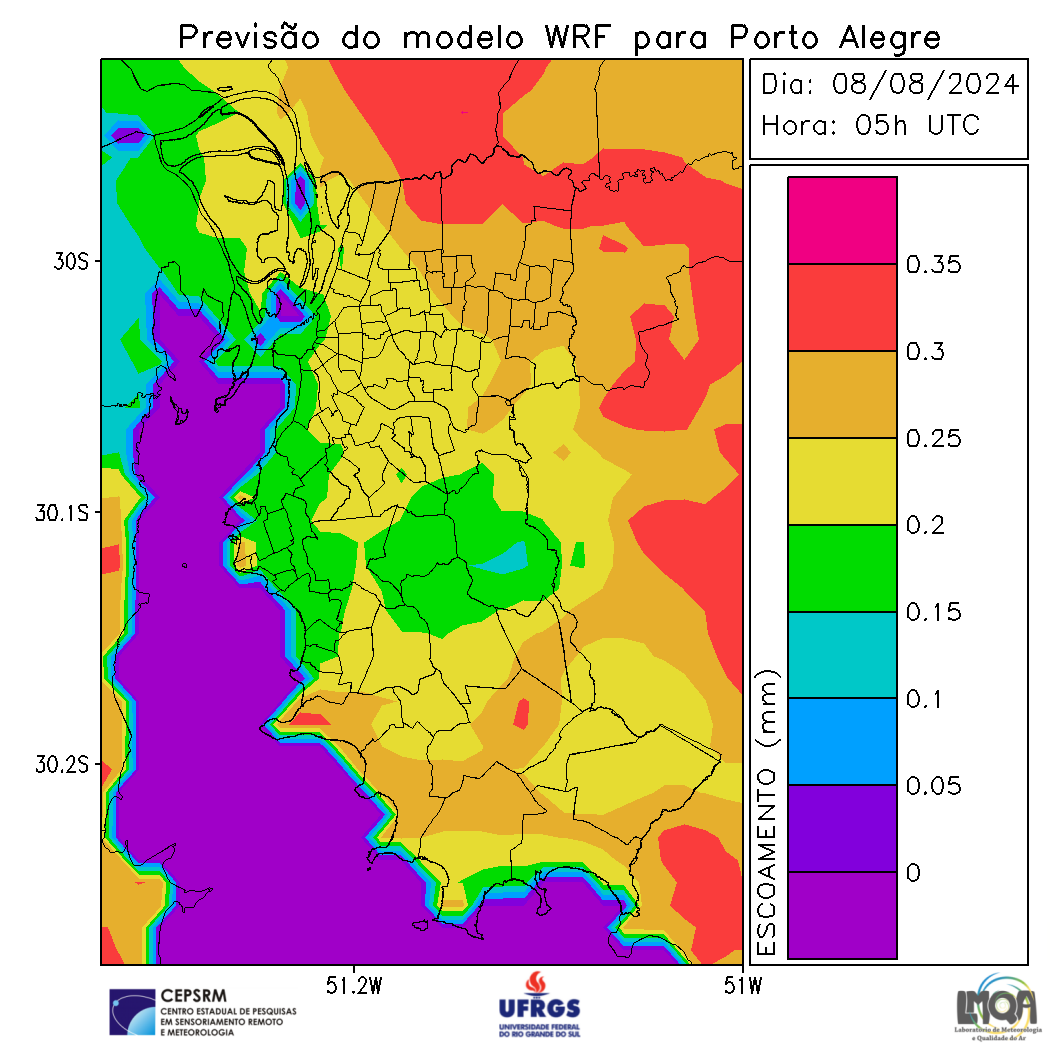 Previsão do modelo WRF para Porto Alegre
Dia: 08/08/2024
Hora: 05h UTC
30S
30.1S
30.2S
51.2W
51W
ESCOAMENTO (mm)
0.35
0.3
0.25
0.2
0.15
0.1
0.05
0
CEPSRM
CENTRO ESTADUAL DE PESQUISAS
EM SENSORIAMENTO REMOTO
E METEOROLOGIA
UFRGS
UNIVERSIDADE FEDERAL
DO RIO GRANDE DO SUL
LMQA
Laboratório de Meteorologia
e Qualidade do Ar